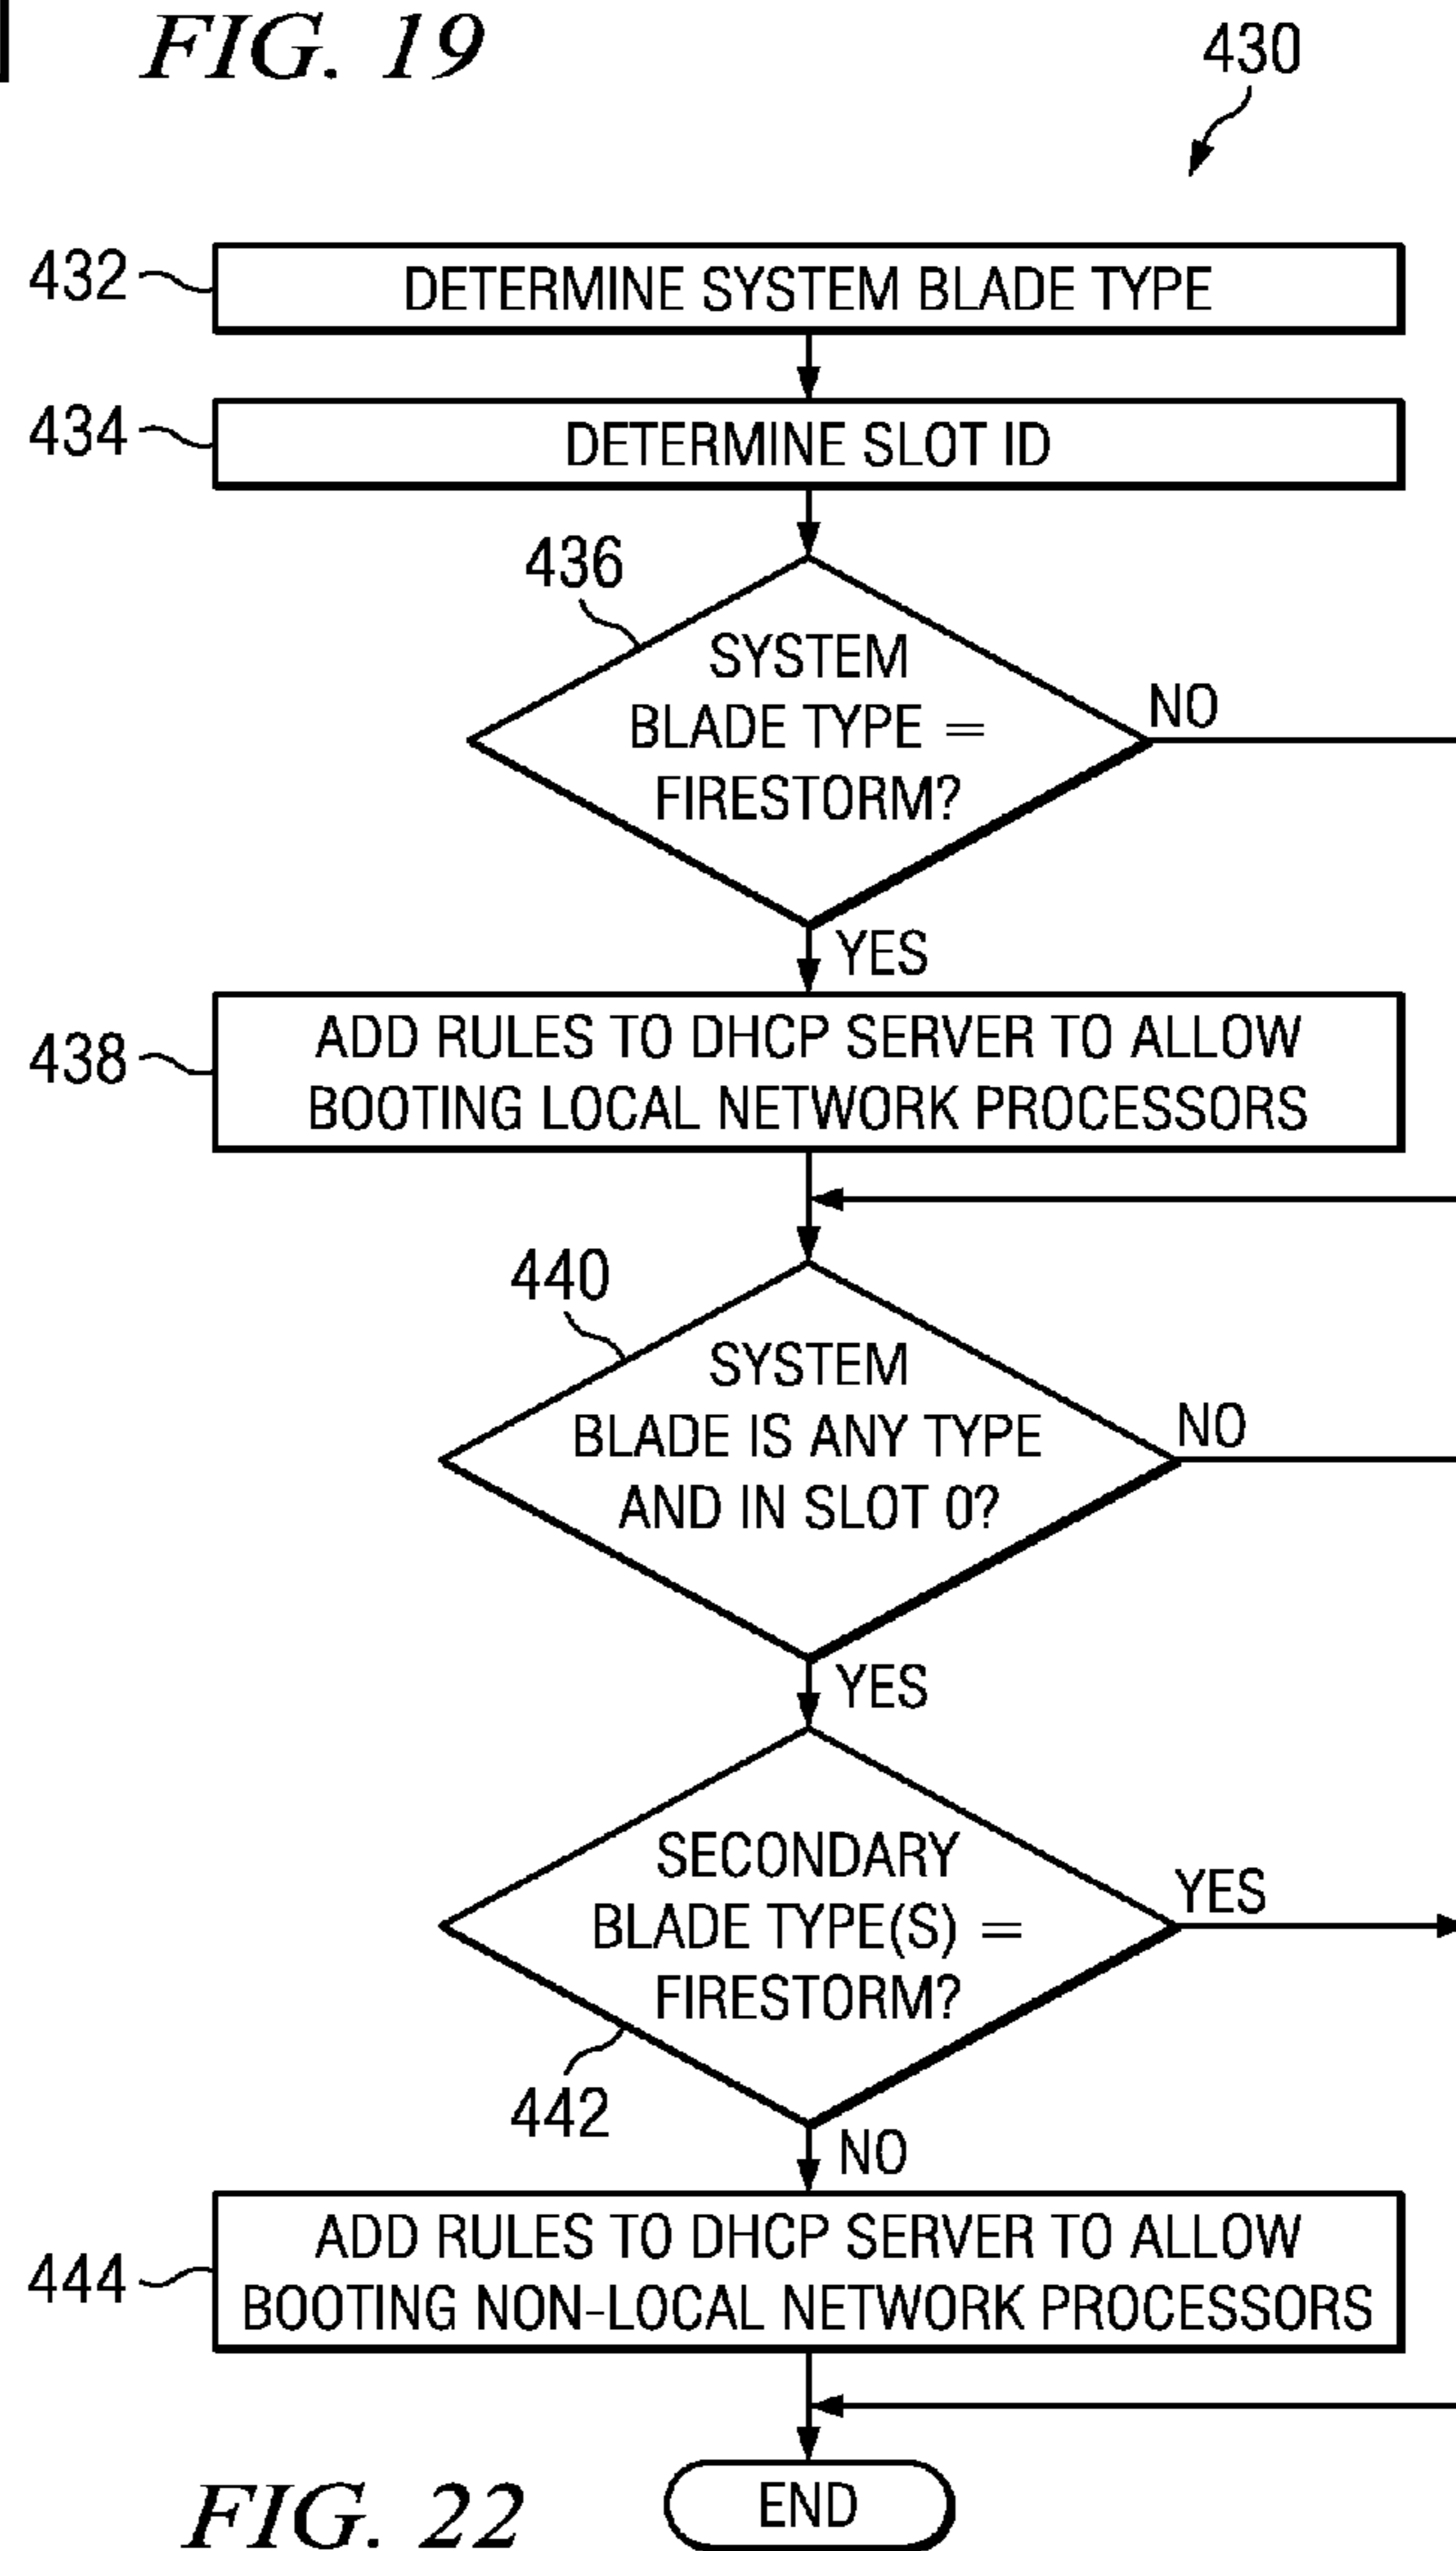 FIG. 19
430
432
DETERMINE SYSTEM BLADE TYPE
434
DETERMINE SLOT ID
436
SYSTEM
BLADE TYPE =
FIRESTORM?
NO
YES
438
ADD RULES TO DHCP SERVER TO ALLOW
BOOTING LOCAL NETWORK PROCESSORS
440
SYSTEM
BLADE IS ANY TYPE
AND IN SLOT 0?
NO
YES
SECONDARY
BLADE TYPE(S) =
FIRESTORM?
YES
442
NO
444
ADD RULES TO DHCP SERVER TO ALLOW
BOOTING NON-LOCAL NETWORK PROCESSORS
END
FIG. 22